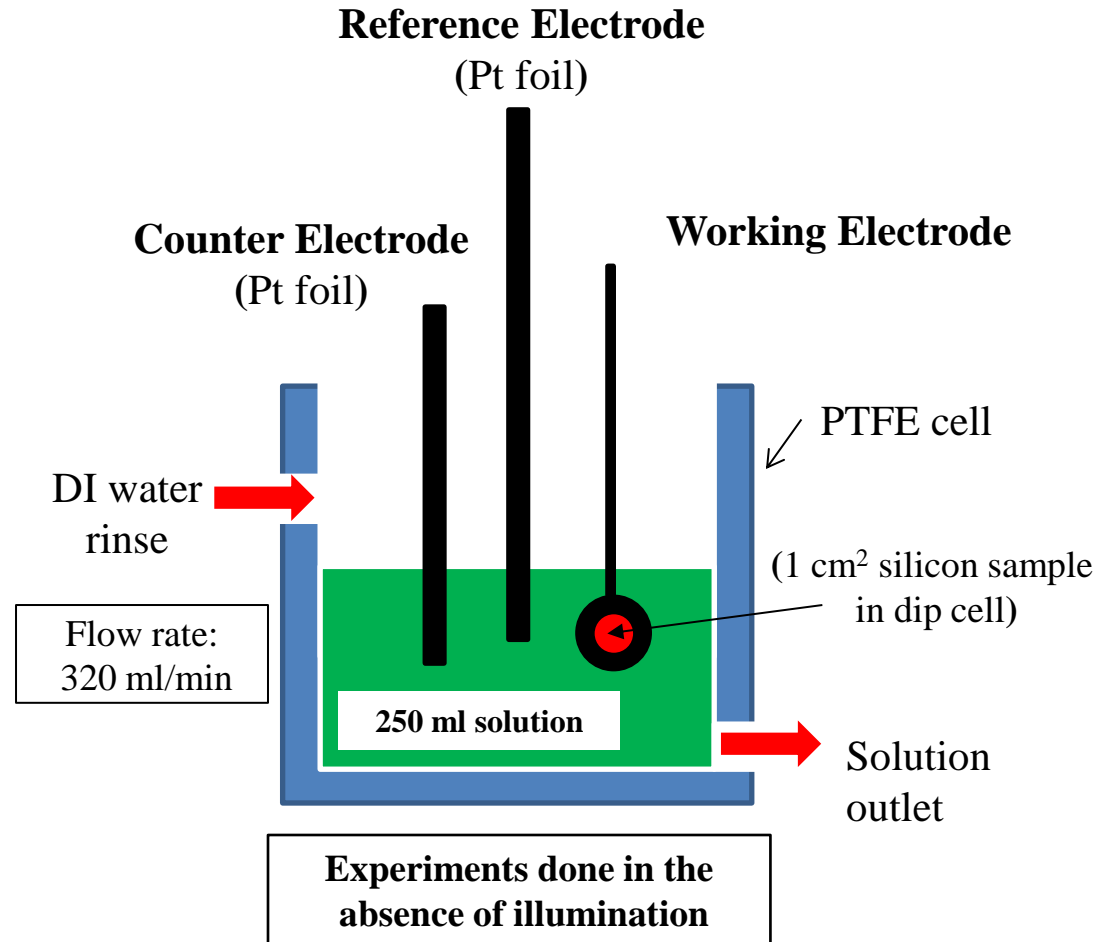 Reference Electrode
(Pt foil)
Counter Electrode
(Pt foil)
Working Electrode
PTFE cell
DI water
rinse
(1 cm² silicon sample
in dip cell)
Flow rate:
320 ml/min
250 ml solution
Solution
outlet
Experiments done in the
absence of illumination